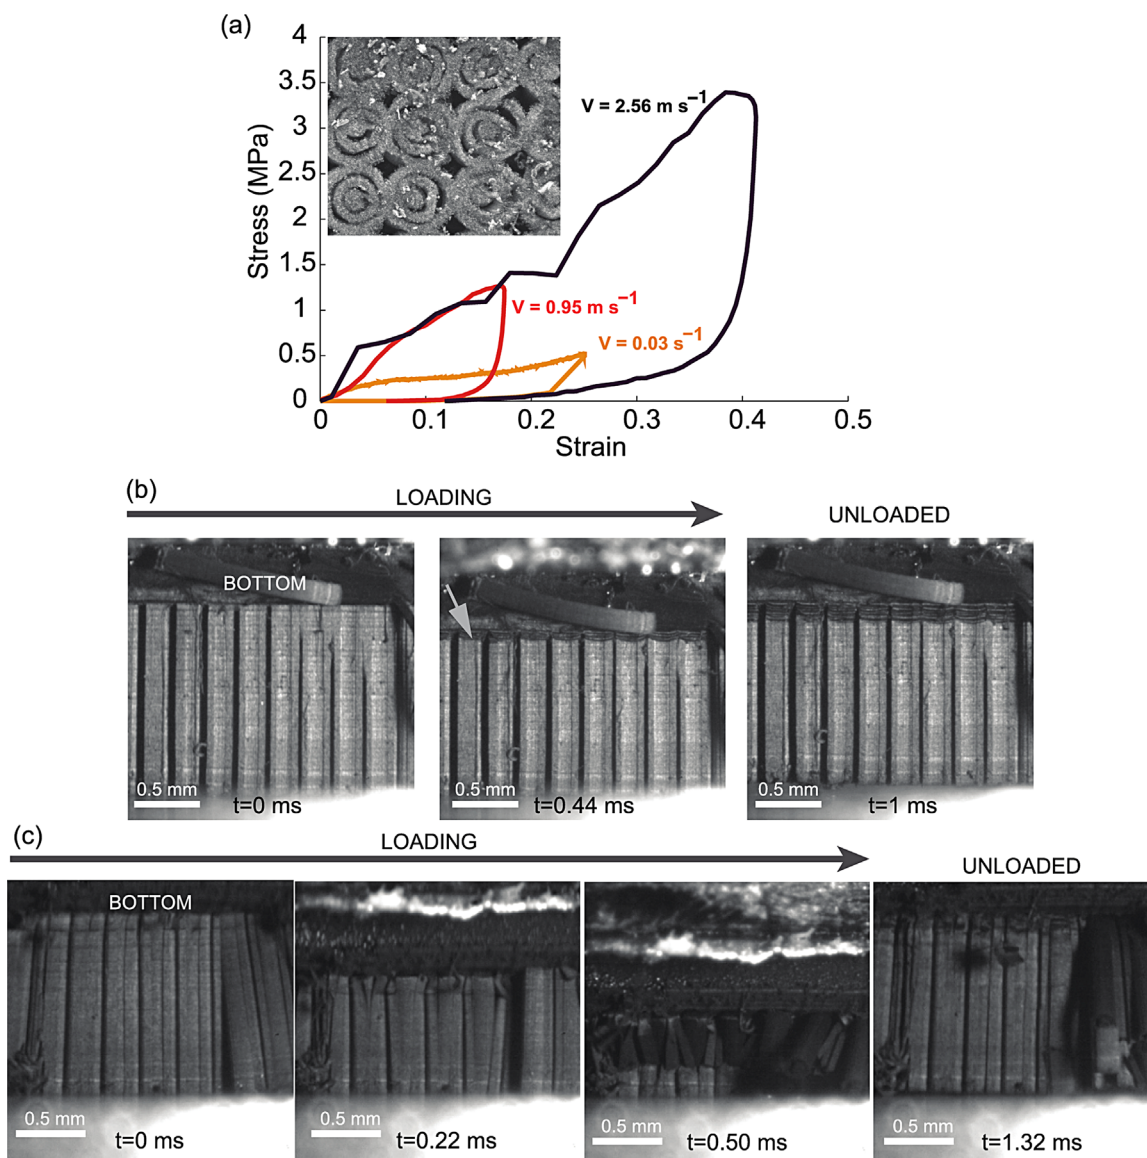 (a)
4
3.5
3
2.5
2
1.5
1
0.5
0
Stress (MPa)
V = 2.56 m s⁻¹
V = 0.95 m s⁻¹
V = 0.03 s⁻¹
0 0.1 0.2 0.3 0.4 0.5
Strain
(b)
LOADING
UNLOADED
BOTTOM
0.5 mm
t=0 ms
0.5 mm
t=0.44 ms
0.5 mm
t=1 ms
(c)
LOADING
UNLOADED
BOTTOM
0.5 mm
t=0 ms
0.5 mm
t=0.22 ms
0.5 mm
t=0.50 ms
0.5 mm
t=1.32 ms